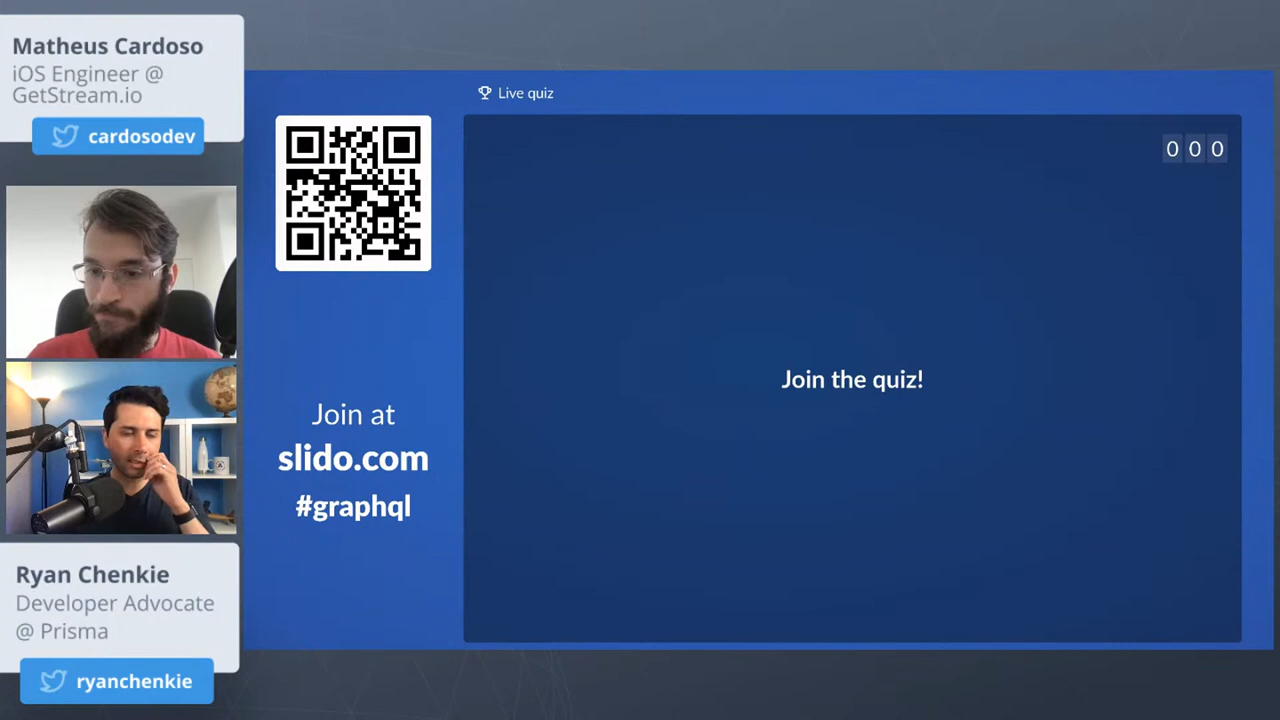 Matheus Cardoso
iOS Engineer @
GetStream.io
cardosodev
Ryan Chenkie
Developer Advocate
@ Prisma
ryanchenkie
Join at
slido.com
#graphql
Live quiz
0 0 0
Join the quiz!